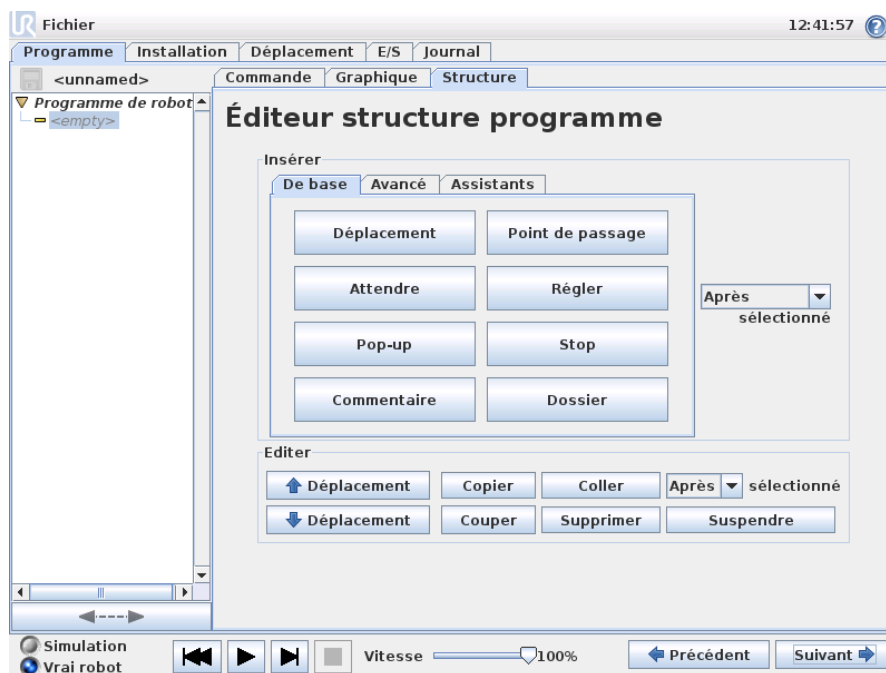 UR Fichier 12:41:57 ?
Programme Installation Déplacement E/S Journal
<unnamed> Commande Graphique Structure
Programme de robot
<empty>
Éditeur structure programme
Insérer
De base Avancé Assistants
Déplacement Point de passage
Attendre Régler
Après
sélectionné
Pop-up Stop
Commentaire Dossier
Editer
Déplacement Copier Coller Après sélectionné
Déplacement Couper Supprimer Suspendre
Simulation
Vrai robot
Vitesse 100% Précédent Suivant